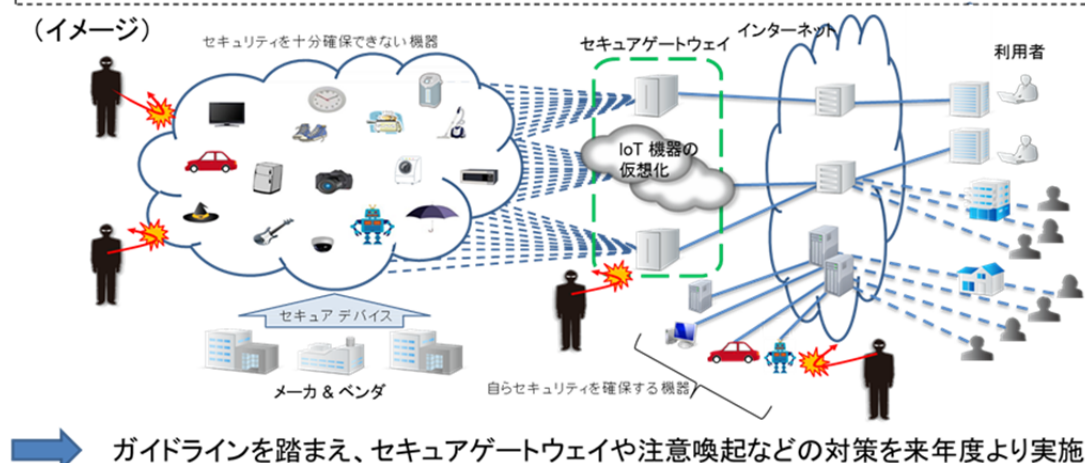 （イメージ）
セキュリティを十分確保できない機器
セキュアゲートウェイ
インターネット
利用者
IoT 機器の
仮想化
セキュア デバイス
メーカ & ベンダ
自らセキュリティを確保する機器
ガイドラインを踏まえ、セキュアゲートウェイや注意喚起などの対策を来年度より実施